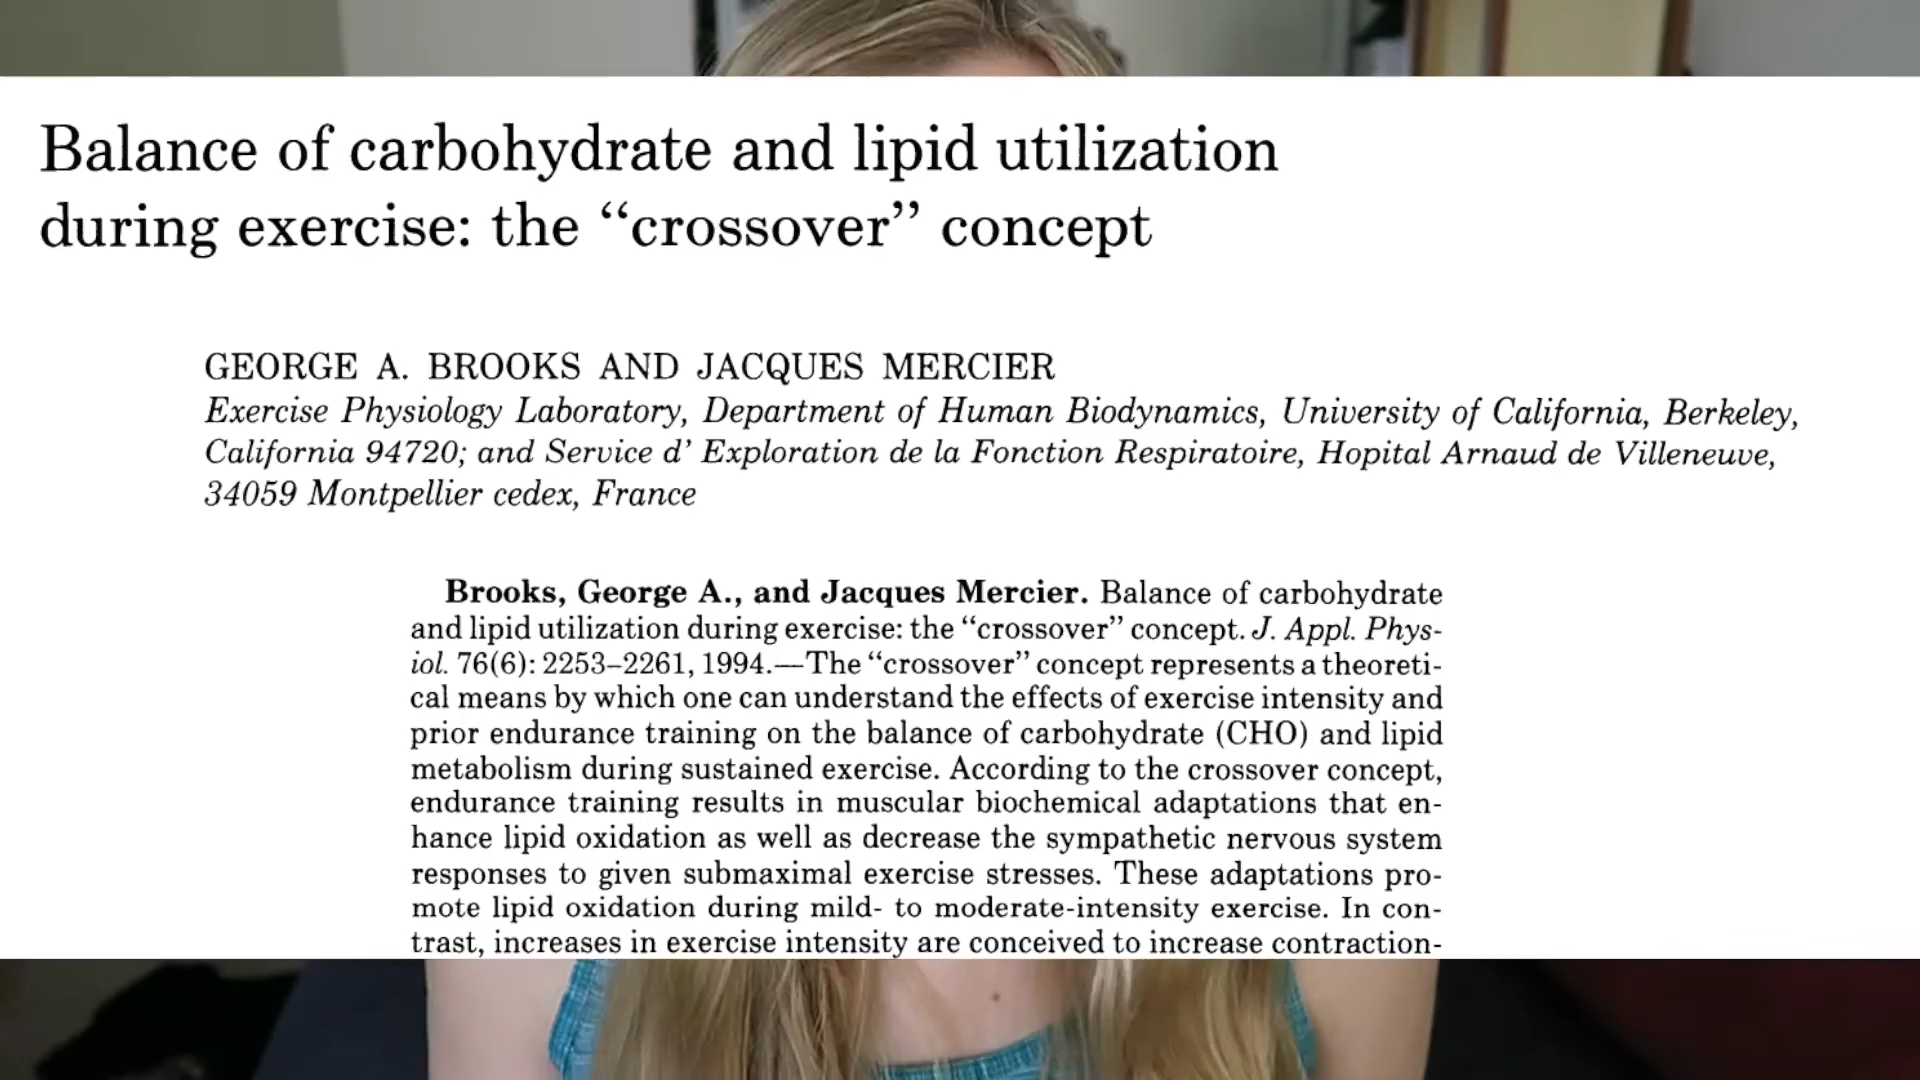 Balance of carbohydrate and lipid utilization
during exercise: the “crossover” concept
GEORGE A. BROOKS AND JACQUES MERCIER
Exercise Physiology Laboratory, Department of Human Biodynamics, University of California, Berkeley,
California 94720; and Service d’ Exploration de la Fonction Respiratoire, Hopital Arnaud de Villeneuve,
34059 Montpellier cedex, France
Brooks, George A., and Jacques Mercier. Balance of carbohydrate
and lipid utilization during exercise: the “crossover” concept. J. Appl. Phys-
iol. 76(6): 2253–2261, 1994.—The “crossover” concept represents a theoreti-
cal means by which one can understand the effects of exercise intensity and
prior endurance training on the balance of carbohydrate (CHO) and lipid
metabolism during sustained exercise. According to the crossover concept,
endurance training results in muscular biochemical adaptations that en-
hance lipid oxidation as well as decrease the sympathetic nervous system
responses to given submaximal exercise stresses. These adaptations pro-
mote lipid oxidation during mild- to moderate-intensity exercise. In con-
trast, increases in exercise intensity are conceived to increase contraction-